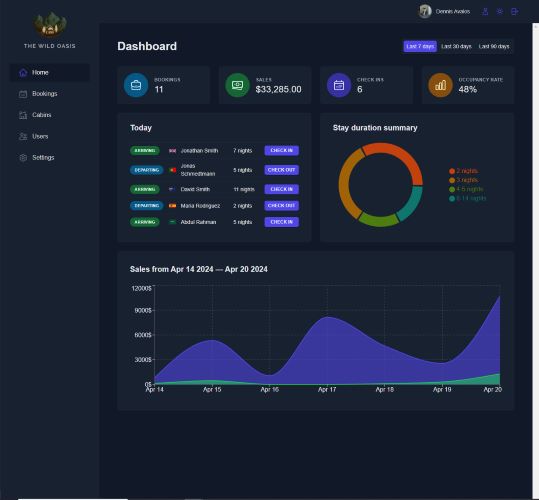 Dennis Avalos
THE WILD OASIS
Home
Bookings
Cabins
Users
Settings
Dashboard
Last 7 days Last 30 days Last 90 days
BOOKINGS
11
SALES
$33,285.00
CHECK INS
6
OCCUPANCY RATE
48%
Today
ARRIVING Jonathan Smith 7 nights CHECK IN
DEPARTING Jonas Schmedtmann 5 nights CHECK OUT
ARRIVING David Smith 11 nights CHECK IN
DEPARTING Maria Rodriguez 2 nights CHECK OUT
ARRIVING Abdul Rahman 5 nights CHECK IN
Stay duration summary
2 nights
3 nights
4-5 nights
8-14 nights
Sales from Apr 14 2024 — Apr 20 2024
12000$
9000$
6000$
3000$
0$
Apr 14 Apr 15 Apr 16 Apr 17 Apr 18 Apr 19 Apr 20